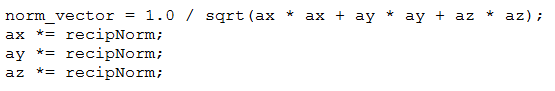 norm_vector = 1.0 / sqrt(ax * ax + ay * ay + az * az);
ax *= recipNorm;
ay *= recipNorm;
az *= recipNorm;